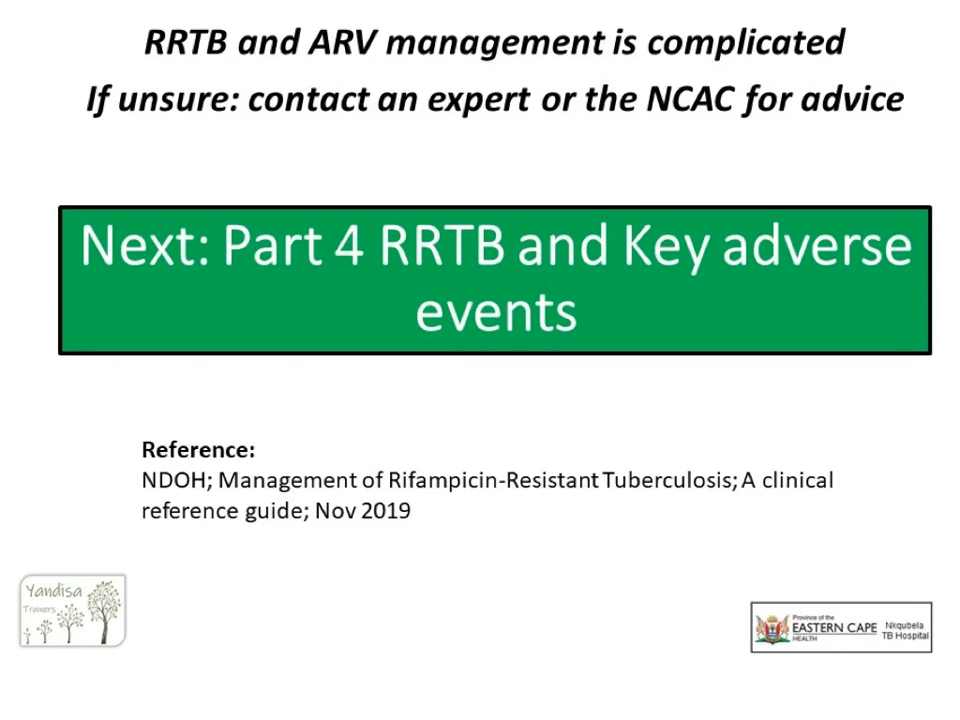 RRTB and ARV management is complicated
If unsure: contact an expert or the NCAC for advice
Next: Part 4 RRTB and Key adverse
events
Reference:
NDOH; Management of Rifampicin-Resistant Tuberculosis; A clinical
reference guide; Nov 2019
Yandisa
Trainers
Province of the
EASTERN CAPE
HEALTH
Nkqubela
TB Hospital